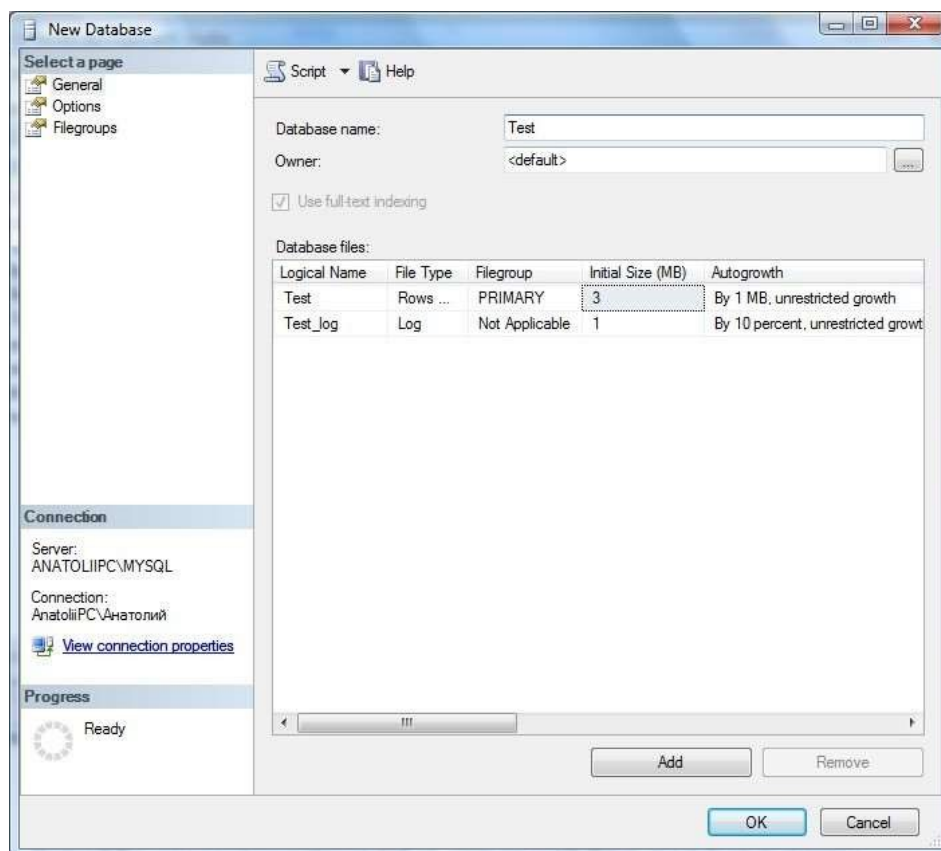 New Database
Select a page
General
Options
Filegroups
Script Help
Database name: Test
Owner: <default>
...
Use full-text indexing
Database files:
Logical Name File Type Filegroup Initial Size (MB) Autogrowth
Test Rows ... PRIMARY 3 By 1 MB, unrestricted growth
Test_log Log Not Applicable 1 By 10 percent, unrestricted growt
Connection
Server:
ANATOLIIPC\MYSQL
Connection:
AnatoliiPC\Анатолий
View connection properties
Progress
Ready
Add Remove
OK Cancel